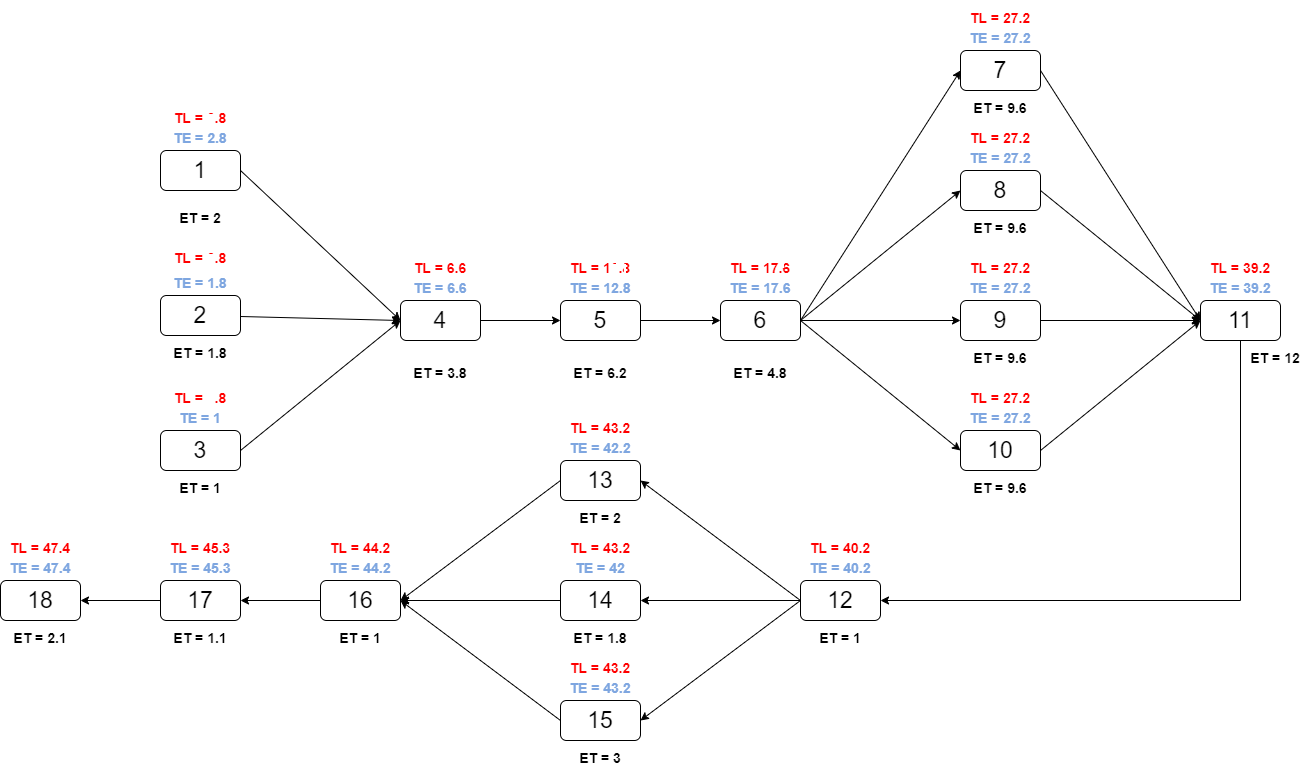 TL =
TE = 2.8
1
ET = 2
TL =
TE = 1.8
2
ET = 1.8
TL =
TE = 1
3
ET = 1
TL = 6.6
TE = 6.6
4
ET = 3.8
TL =
TE = 12.8
5
ET = 6.2
TL = 17.6
TE = 17.6
6
ET = 4.8
TL = 27.2
TE = 27.2
7
ET = 9.6
TL = 27.2
TE = 27.2
8
ET = 9.6
TL = 27.2
TE = 27.2
9
ET = 9.6
TL = 27.2
TE = 27.2
10
ET = 9.6
TL = 39.2
TE = 39.2
11
ET = 12
TL = 40.2
TE = 40.2
12
ET = 1
TL = 43.2
TE = 42.2
13
ET = 2
TL = 43.2
TE = 42
14
ET = 1.8
TL = 43.2
TE = 43.2
15
ET = 3
TL = 44.2
TE = 44.2
16
ET = 1
TL = 45.3
TE = 45.3
17
ET = 1.1
TL = 47.4
TE = 47.4
18
ET = 2.1